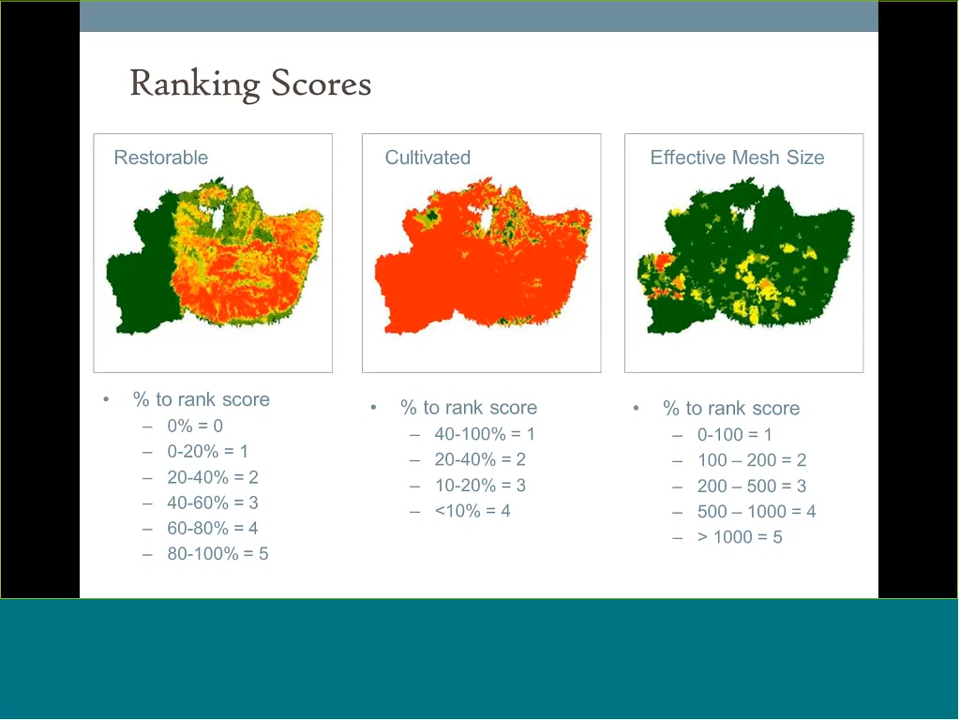 Ranking Scores
Restorable
• % to rank score
– 0% = 0
– 0-20% = 1
– 20-40% = 2
– 40-60% = 3
– 60-80% = 4
– 80-100% = 5
Cultivated
• % to rank score
– 40-100% = 1
– 20-40% = 2
– 10-20% = 3
– <10% = 4
Effective Mesh Size
• % to rank score
– 0-100 = 1
– 100 – 200 = 2
– 200 – 500 = 3
– 500 – 1000 = 4
– > 1000 = 5